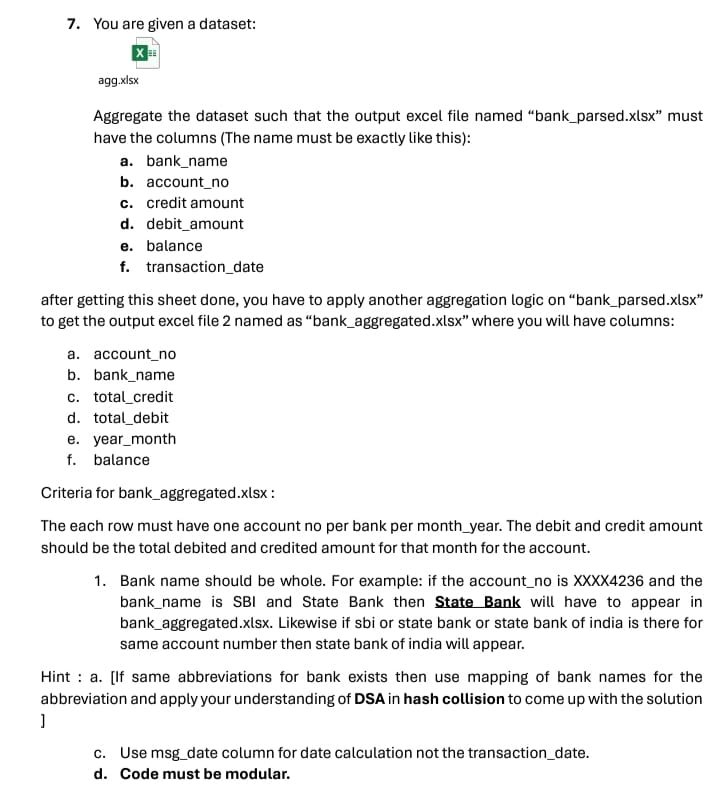 7. You are given a dataset:
agg.xlsx
Aggregate the dataset such that the output excel file named “bank_parsed.xlsx” must
have the columns (The name must be exactly like this):
a. bank_name
b. account_no
c. credit amount
d. debit_amount
e. balance
f. transaction_date
after getting this sheet done, you have to apply another aggregation logic on “bank_parsed.xlsx”
to get the output excel file 2 named as “bank_aggregated.xlsx” where you will have columns:
a. account_no
b. bank_name
c. total_credit
d. total_debit
e. year_month
f. balance
Criteria for bank_aggregated.xlsx :
The each row must have one account no per bank per month_year. The debit and credit amount
should be the total debited and credited amount for that month for the account.
1. Bank name should be whole. For example: if the account_no is XXXX4236 and the
bank_name is SBI and State Bank then State Bank will have to appear in
bank_aggregated.xlsx. Likewise if sbi or state bank or state bank of india is there for
same account number then state bank of india will appear.
Hint : a. [If same abbreviations for bank exists then use mapping of bank names for the
abbreviation and apply your understanding of DSA in hash collision to come up with the solution
]
c. Use msg_date column for date calculation not the transaction_date.
d. Code must be modular.